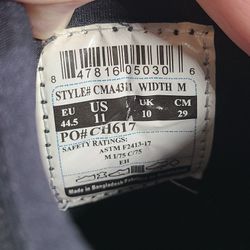 8 47816 05030 6
STYLE# CMA4311 WIDTH M
EU US UK CM
44.5 11 10 29
PO# CH617
SAFETY RATINGS:
ASTM F2413-17
M I/75 C/75
EH
Made in Bangladesh